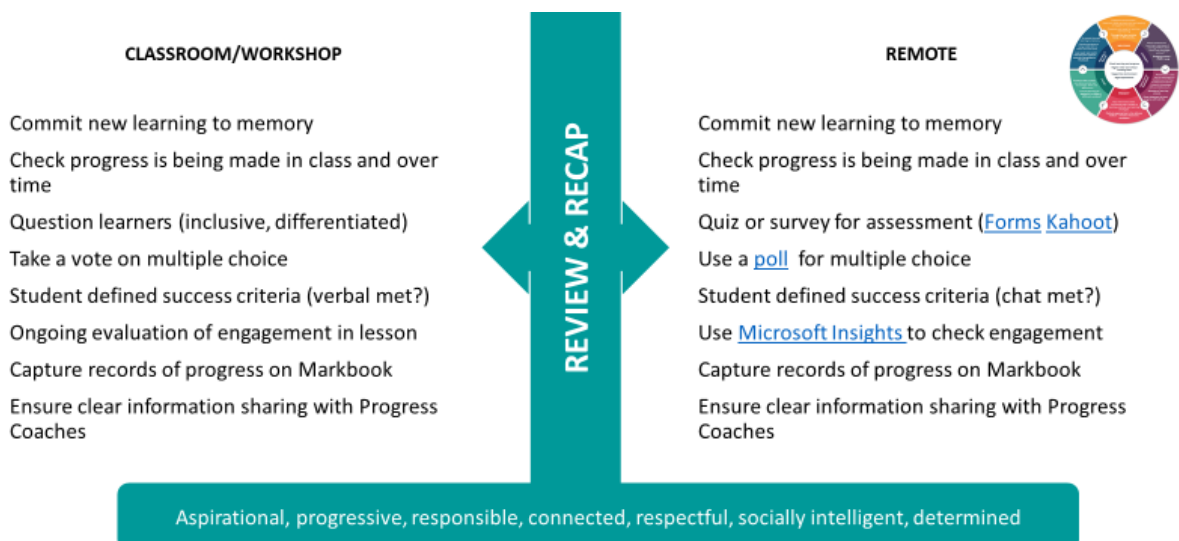 CLASSROOM/WORKSHOP
Commit new learning to memory
Check progress is being made in class and over
time
Question learners (inclusive, differentiated)
Take a vote on multiple choice
Student defined success criteria (verbal met?)
Ongoing evaluation of engagement in lesson
Capture records of progress on Markbook
Ensure clear information sharing with Progress
Coaches
REVIEW & RECAP
REMOTE
Commit new learning to memory
Check progress is being made in class and over
time
Quiz or survey for assessment (Forms Kahoot)
Use a poll for multiple choice
Student defined success criteria (chat met?)
Use Microsoft Insights to check engagement
Capture records of progress on Markbook
Ensure clear information sharing with Progress
Coaches
Aspirational, progressive, responsible, connected, respectful, socially intelligent, determined